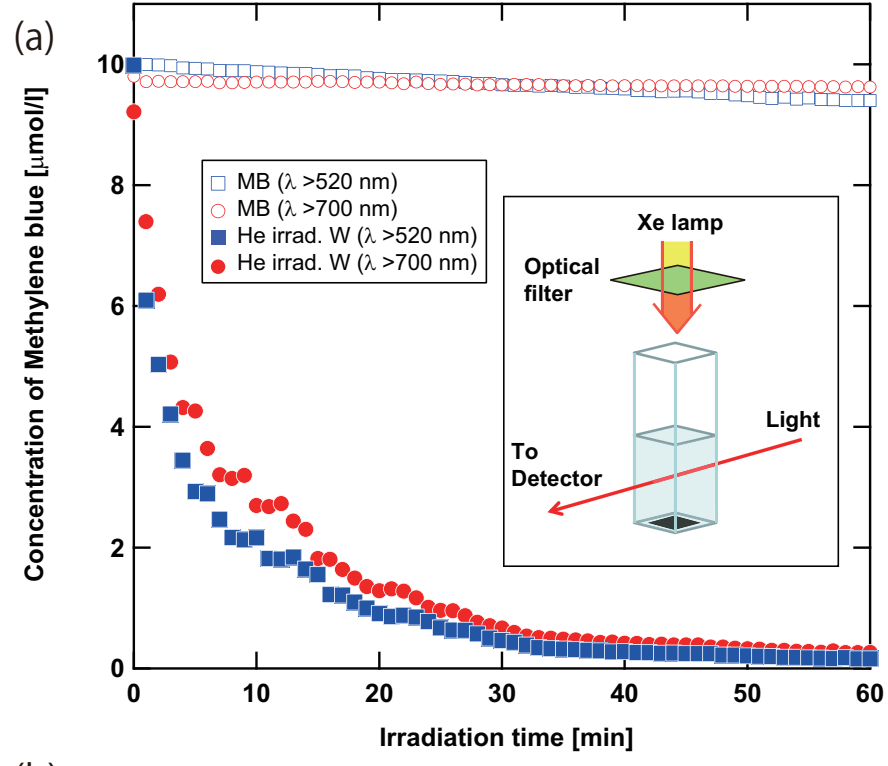 (a)
Concentration of Methylene blue [μmol/l]
10
8
6
4
2
0
MB (λ >520 nm)
MB (λ >700 nm)
He irrad. W (λ >520 nm)
He irrad. W (λ >700 nm)
Xe lamp
Optical
filter
Light
To
Detector
0
10
20
30
40
50
60
Irradiation time [min]